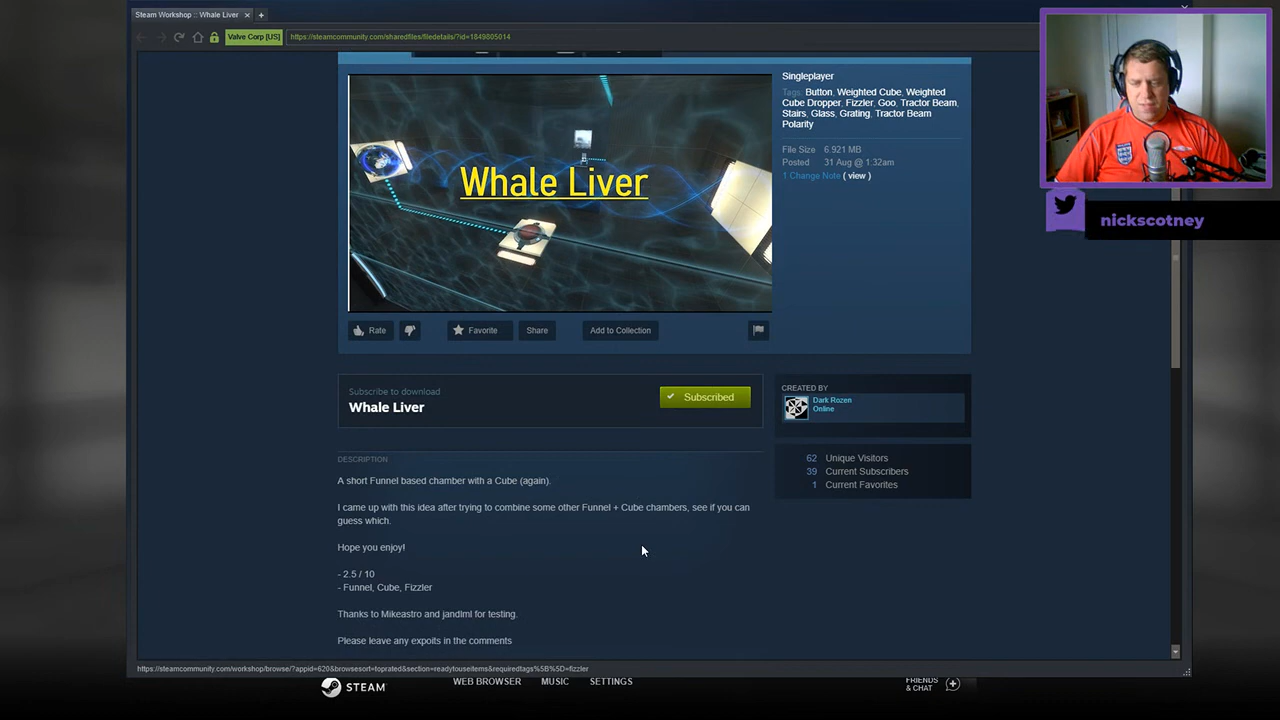 Steam Workshop :: Whale Liver
Valve Corp [US]
https://steamcommunity.com/sharedfiles/filedetails/?id=1849805014
Whale Liver
Singleplayer
Tags: Button, Weighted Cube, Weighted
Cube Dropper, Fizzler, Goo, Tractor Beam,
Stairs, Glass, Grating, Tractor Beam
Polarity
File Size 6.921 MB
Posted 31 Aug @ 1:32am
1 Change Note ( view )
nickscotney
Rate
Favorite
Share
Add to Collection
Subscribe to download
Whale Liver
Subscribed
CREATED BY
Dark Rozen
Online
62 Unique Visitors
39 Current Subscribers
1 Current Favorites
DESCRIPTION
A short Funnel based chamber with a Cube (again).
I came up with this idea after trying to combine some other Funnel + Cube chambers, see if you can
guess which.
Hope you enjoy!
- 2.5 / 10
- Funnel, Cube, Fizzler
Thanks to Mikeastro and jandlml for testing.
Please leave any expoits in the comments
https://steamcommunity.com/workshop/browse/?appid=620&browsesort=toprated&section=readytouseitems&requiredtags%5B%5D=fizzler
STEAM
WEB BROWSER
MUSIC
SETTINGS
FRIENDS
& CHAT